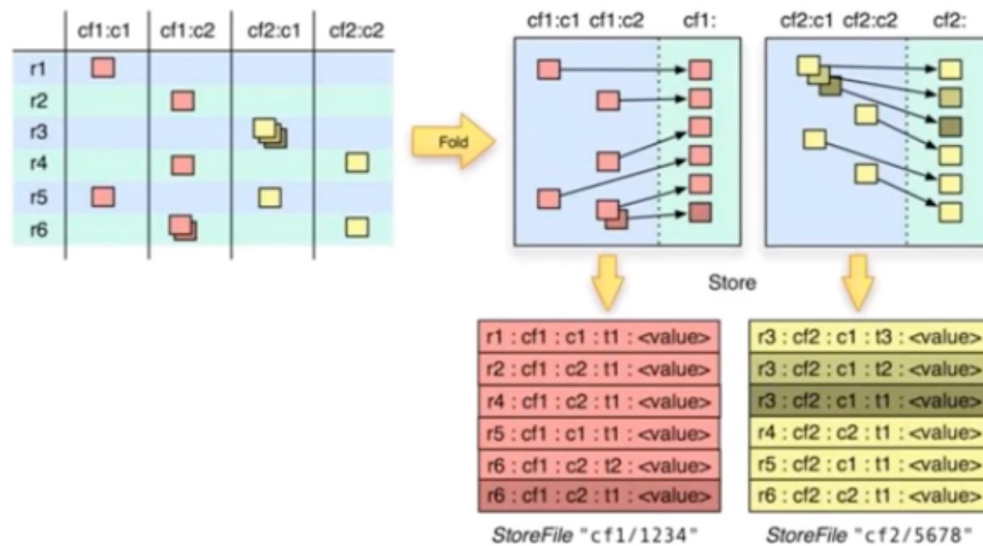 cf1:c1 cf1:c2 cf2:c1 cf2:c2
r1
r2
r3
r4
r5
r6
Fold
cf1:c1 cf1:c2 cf1:
cf2:c1 cf2:c2 cf2:
Store
r1 : cf1 : c1 : t1 : <value>
r2 : cf1 : c2 : t1 : <value>
r4 : cf1 : c2 : t1 : <value>
r5 : cf1 : c1 : t1 : <value>
r6 : cf1 : c2 : t2 : <value>
r6 : cf1 : c2 : t1 : <value>
StoreFile "cf1/1234"
r3 : cf2 : c1 : t3 : <value>
r3 : cf2 : c1 : t2 : <value>
r3 : cf2 : c1 : t1 : <value>
r4 : cf2 : c2 : t1 : <value>
r5 : cf2 : c1 : t1 : <value>
r6 : cf2 : c2 : t1 : <value>
StoreFile "cf2/5678"